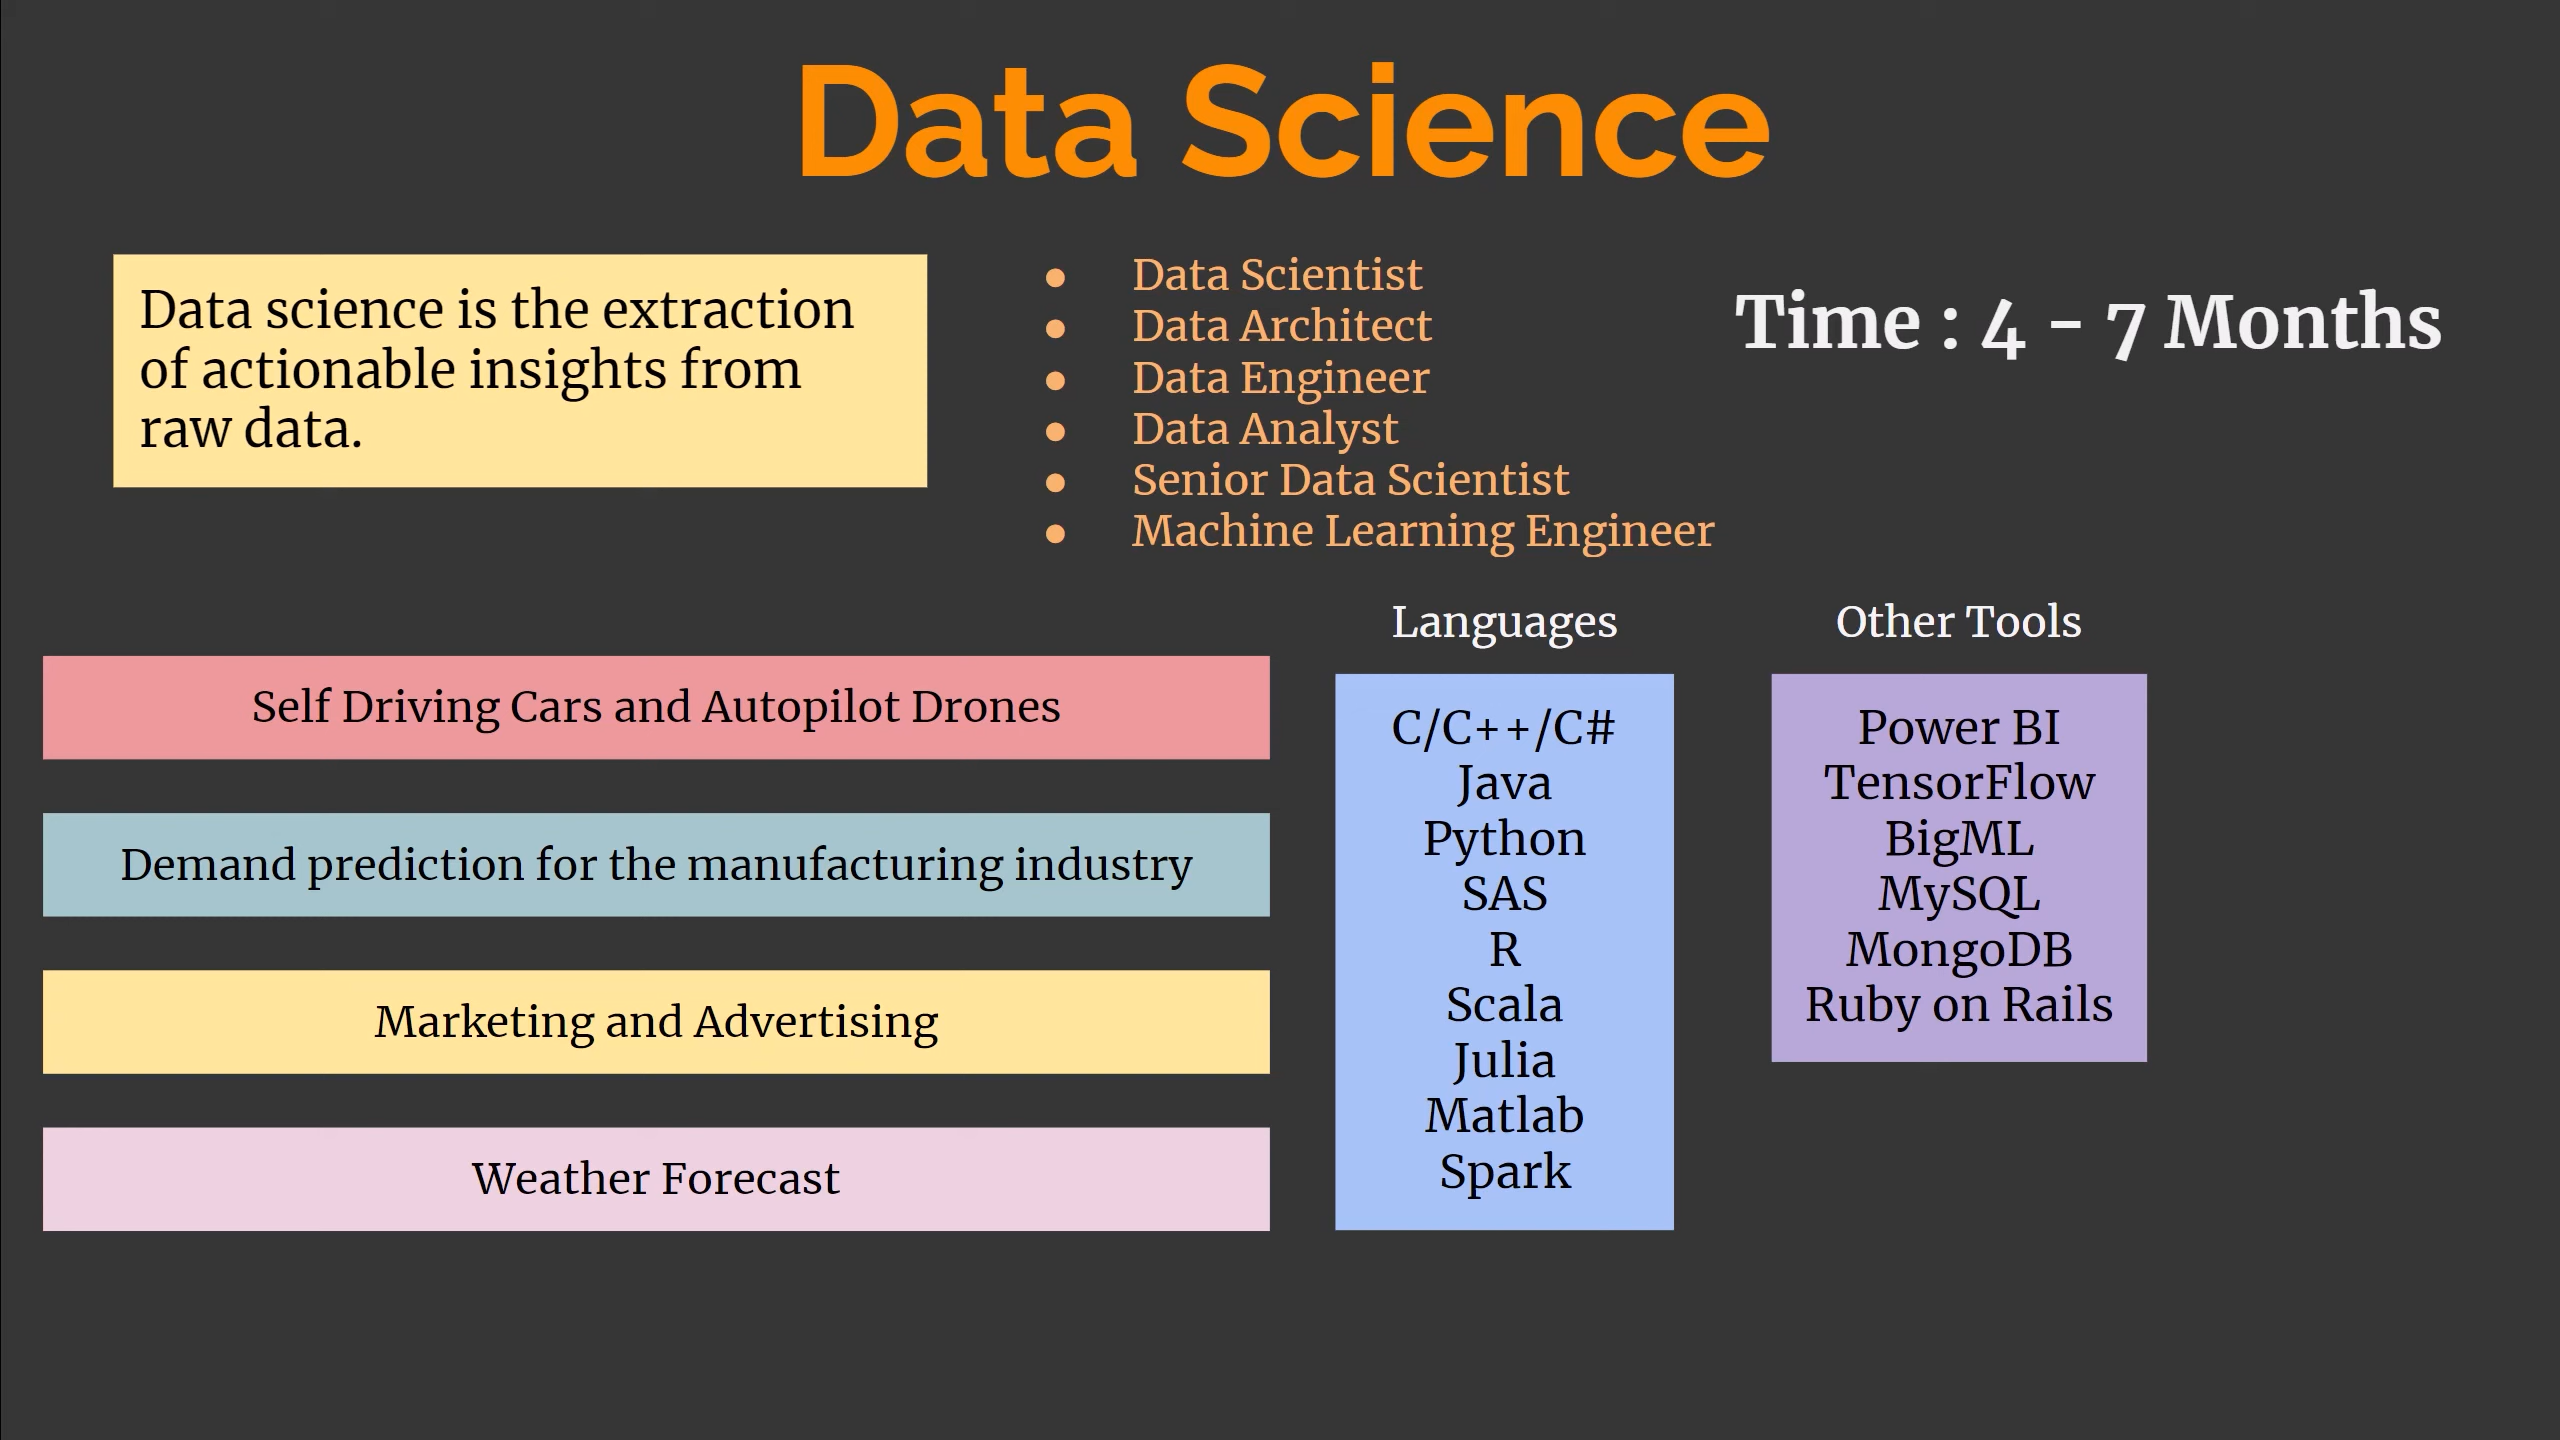 Data Science
Data science is the extraction
of actionable insights from
raw data.
● Data Scientist
● Data Architect
● Data Engineer
● Data Analyst
● Senior Data Scientist
● Machine Learning Engineer
Time : 4 - 7 Months
Self Driving Cars and Autopilot Drones
Demand prediction for the manufacturing industry
Marketing and Advertising
Weather Forecast
Languages
C/C++/C#
Java
Python
SAS
R
Scala
Julia
Matlab
Spark
Other Tools
Power BI
TensorFlow
BigML
MySQL
MongoDB
Ruby on Rails